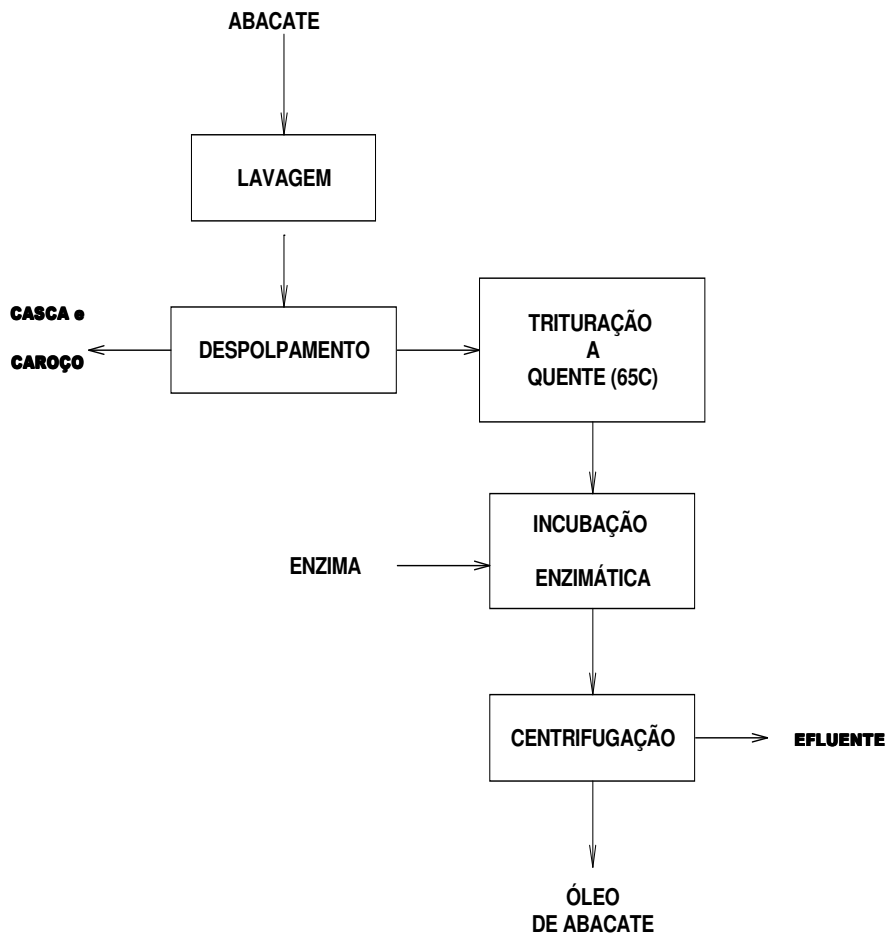 ABACATE
LAVAGEM
CASCA e
CAROÇO
DESPOLPAMENTO
TRITURAÇÃO
A
QUENTE (65C)
ENZIMA
INCUBAÇÃO
ENZIMÁTICA
CENTRIFUGAÇÃO
EFLUENTE
ÓLEO
DE ABACATE